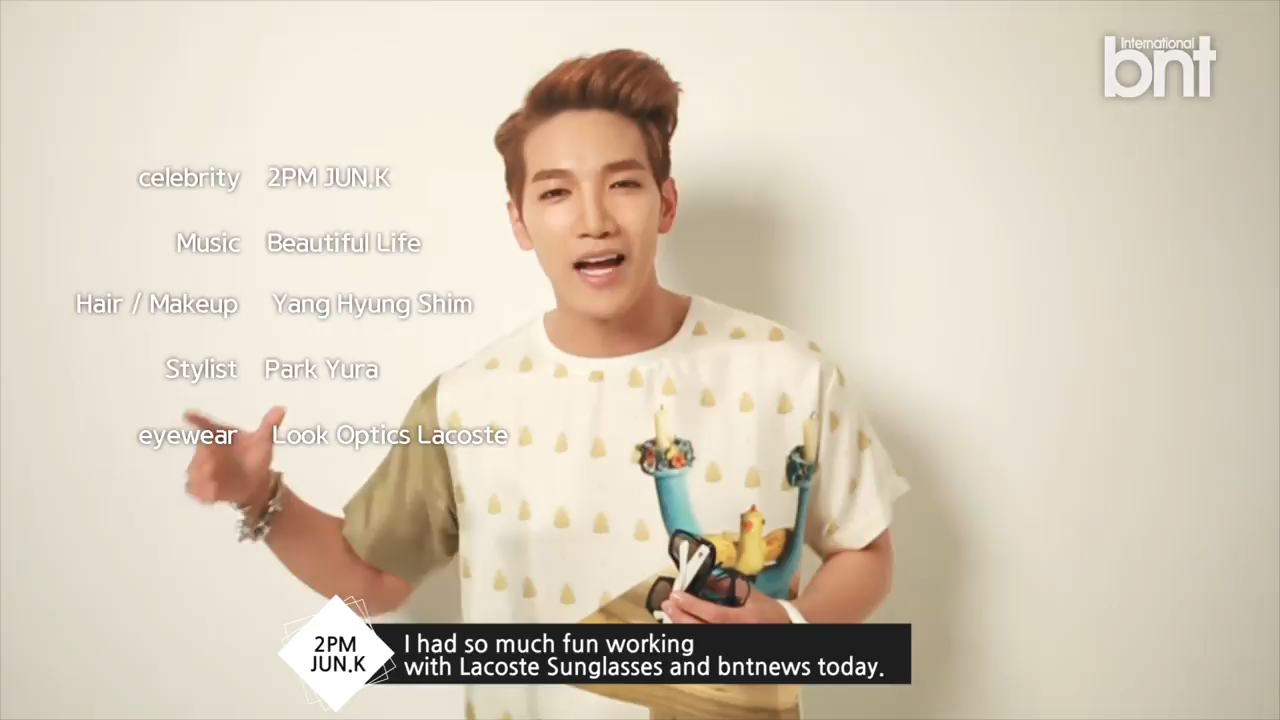 International
bnt
celebrity 2PM JUN.K
Music Beautiful Life
Hair / Makeup Yang Hyung Shim
Stylist Park Yura
eyewear Look Optics Lacoste
2PM
JUN.K
I had so much fun working
with Lacoste Sunglasses and bntnews today.